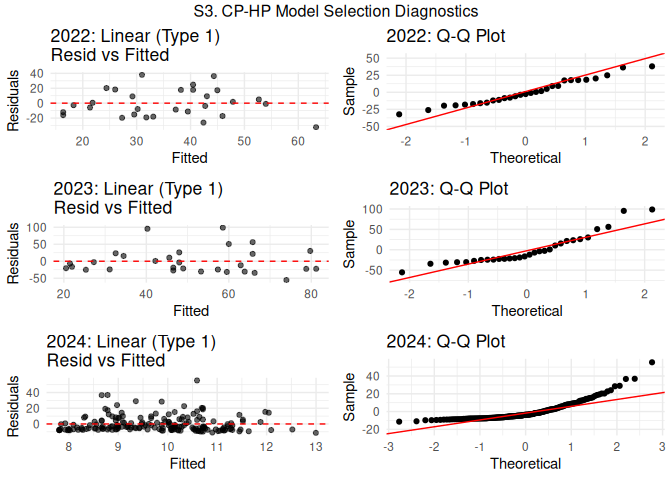 S3. CP-HP Model Selection Diagnostics
2022: Linear (Type 1)
Resid vs Fitted
Residuals
40
20
0
-20
20 30 40 50 60
Fitted
2022: Q-Q Plot
Sample
50
25
0
-25
-50
-2 -1 0 1 2
Theoretical
2023: Linear (Type 1)
Resid vs Fitted
Residuals
100
50
0
-50
20 40 60 80
Fitted
2023: Q-Q Plot
Sample
100
50
0
-50
-2 -1 0 1 2
Theoretical
2024: Linear (Type 1)
Resid vs Fitted
Residuals
40
20
0
8 9 10 11 12 13
Fitted
2024: Q-Q Plot
Sample
60
40
20
0
-20
-3 -2 -1 0 1 2 3
Theoretical